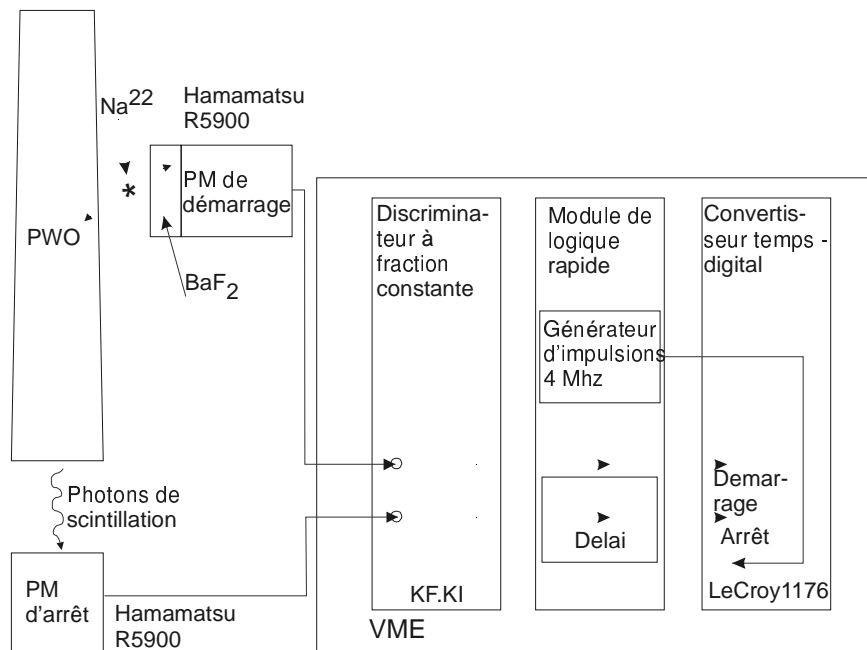 Na22
Hamamatsu
R5900
PWO
PM de
démarrage
BaF2
Photons de
scintillation
PM
d'arrêt
Hamamatsu
R5900
Discrimina-
teur à
fraction
constante
KF.KI
VME
Module de
logique
rapide
Générateur
d'impulsions
4 Mhz
Delai
Convertis-
seur temps -
digital
Demar-
rage
Arrêt
LeCroy1176